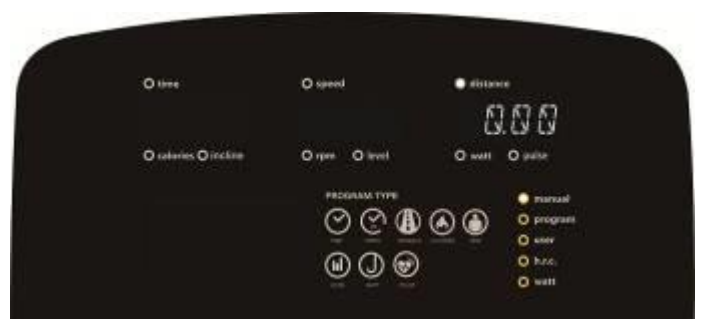 time speed distance
0.00
calories incline rpm level watt pulse
PROGRAM TYPE
manual
program
user
h.r.c.
watt